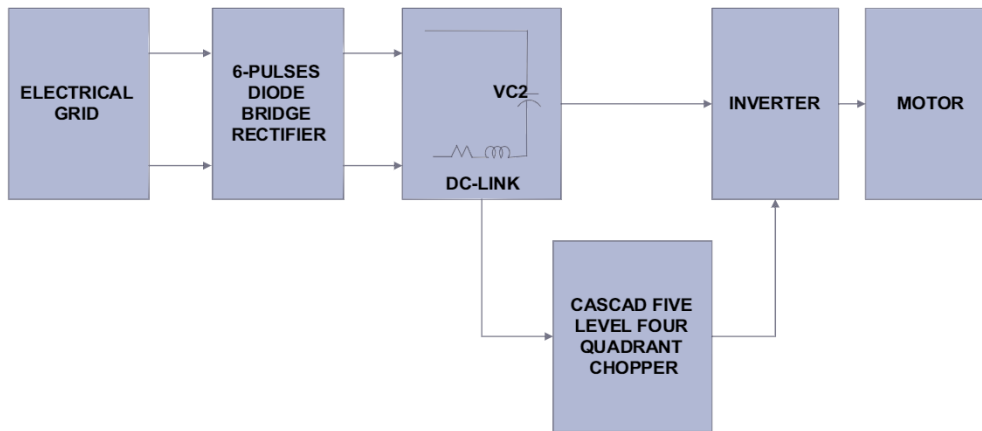 ELECTRICAL
GRID
6-PULSES
DIODE
BRIDGE
RECTIFIER
VC2
DC-LINK
INVERTER
MOTOR
CASCAD FIVE
LEVEL FOUR
QUADRANT
CHOPPER